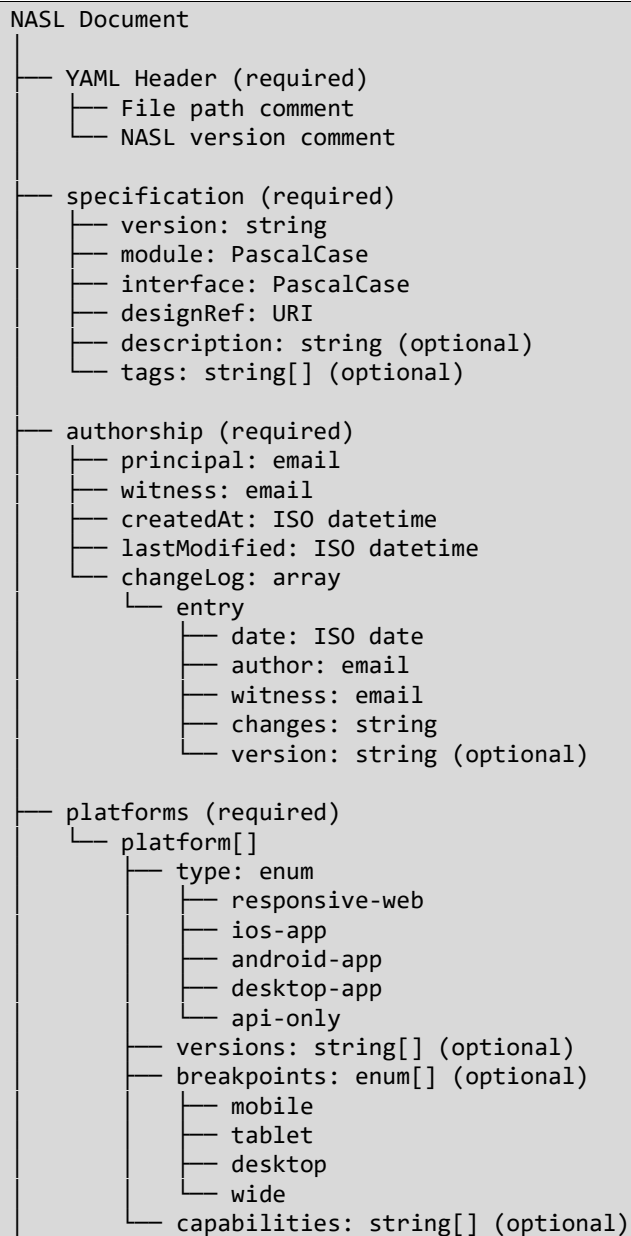 NASL Document
│
├── YAML Header (required)
│   ├── File path comment
│   └── NASL version comment
│
├── specification (required)
│   ├── version: string
│   ├── module: PascalCase
│   ├── interface: PascalCase
│   ├── designRef: URI
│   ├── description: string (optional)
│   └── tags: string[] (optional)
│
├── authorship (required)
│   ├── principal: email
│   ├── witness: email
│   ├── createdAt: ISO datetime
│   ├── lastModified: ISO datetime
│   └── changeLog: array
│       └── entry
│           ├── date: ISO date
│           ├── author: email
│           ├── witness: email
│           ├── changes: string
│           └── version: string (optional)
│
├── platforms (required)
│   └── platform[]
│       ├── type: enum
│       │   ├── responsive-web
│       │   ├── ios-app
│       │   ├── android-app
│       │   ├── desktop-app
│       │   └── api-only
│       ├── versions: string[] (optional)
│       ├── breakpoints: enum[] (optional)
│       │   ├── mobile
│       │   ├── tablet
│       │   ├── desktop
│       │   └── wide
│       └── capabilities: string[] (optional)